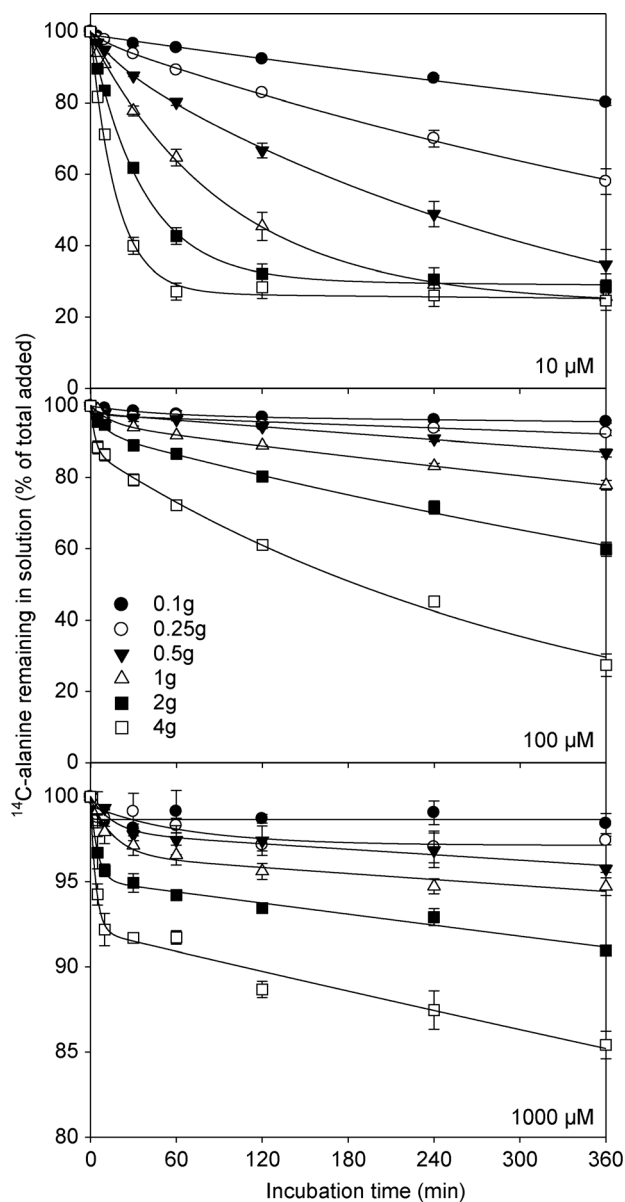 100
80
60
40
20
0
10 µM
100
80
60
40
20
0
0.1g
0.25g
0.5g
1g
2g
4g
100 µM
100
95
90
85
80
1000 µM
0 60 120 180 240 300 360
Incubation time (min)
¹⁴C-alanine remaining in solution (% of total added)